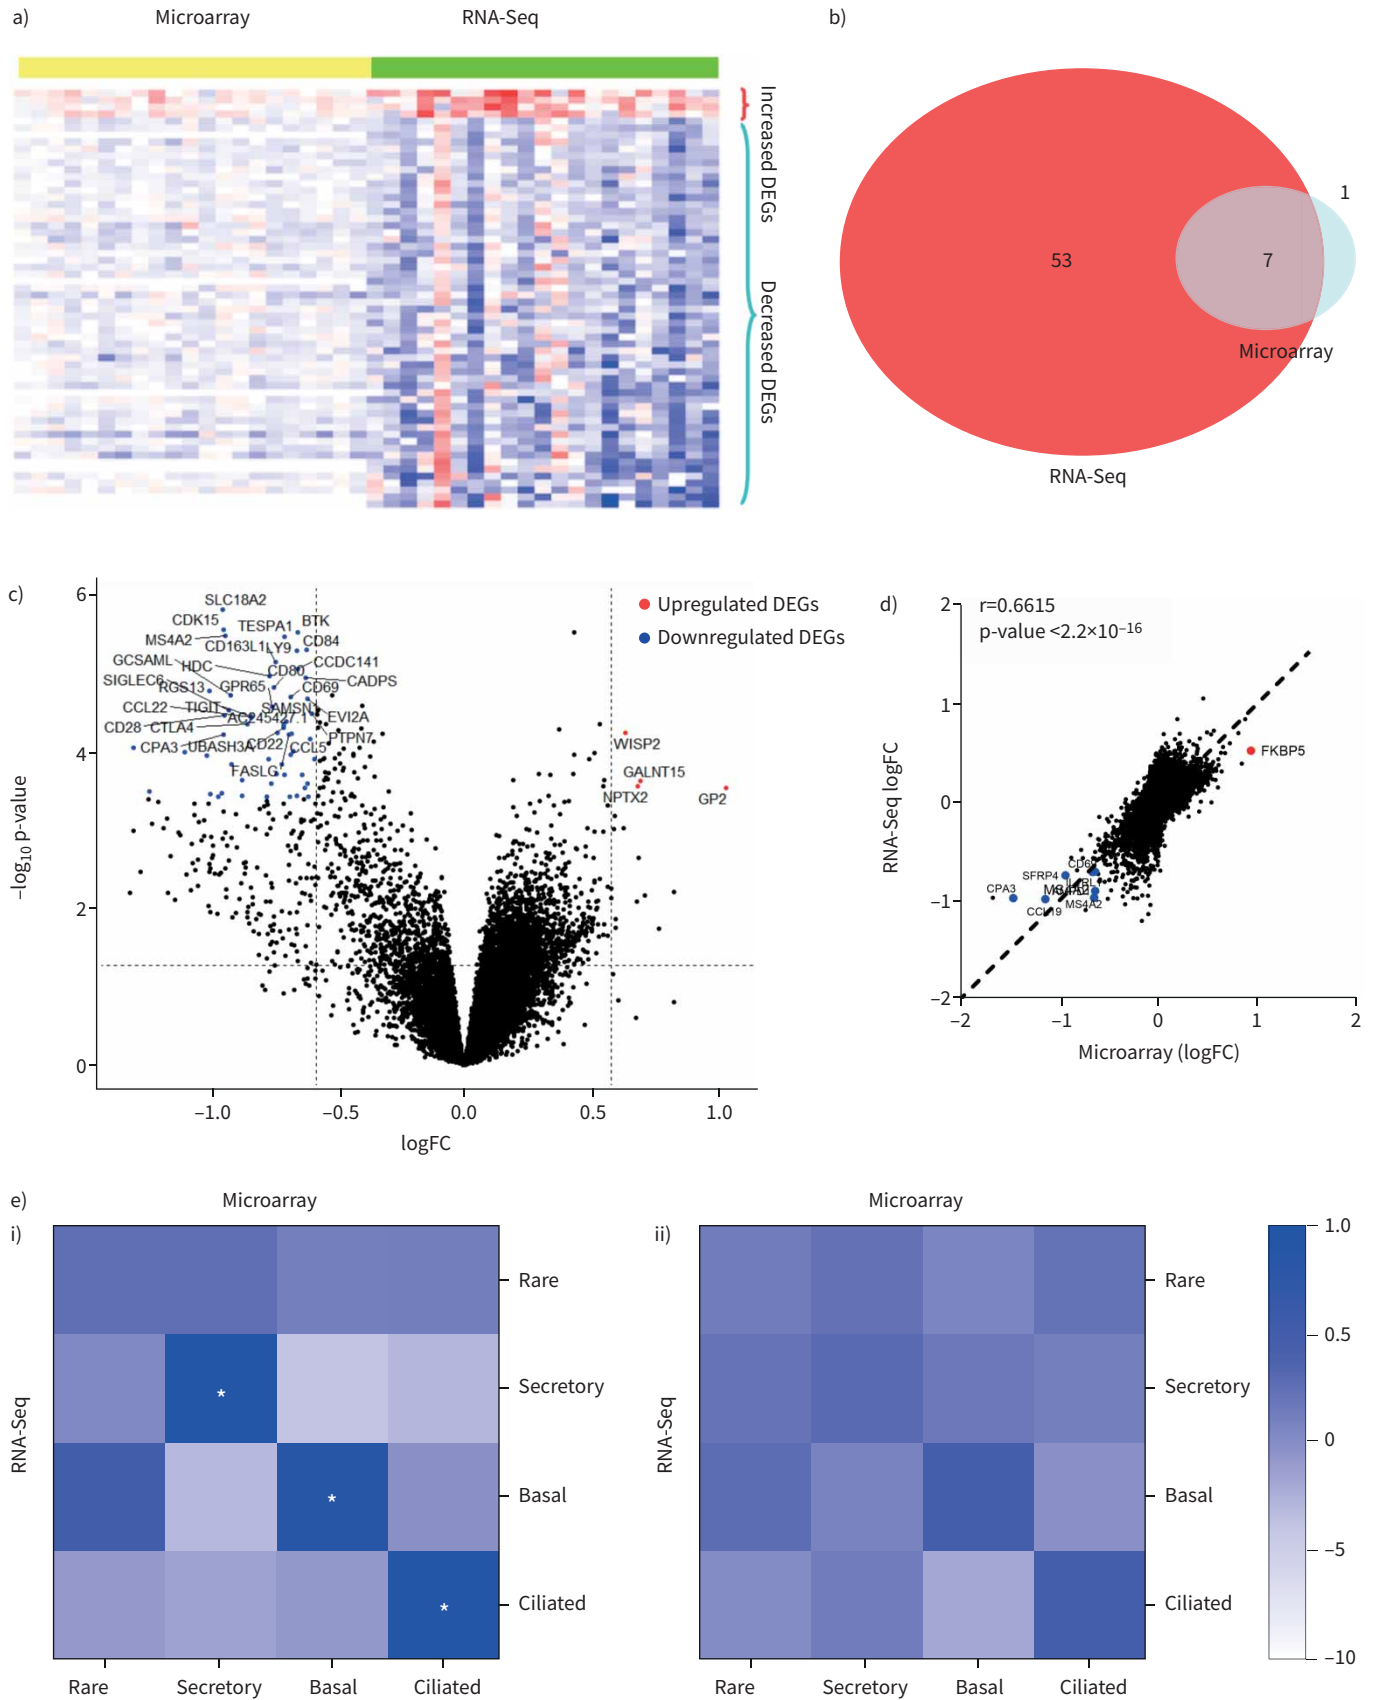 a)
Microarray
RNA-Seq
Increased DEGs
Decreased DEGs
b)
53
7
1
Microarray
RNA-Seq
c)
6
4
2
0
–log10 p-value
SLC18A2
CDK15
TESPA1
BTK
MS4A2
CD163L1
LY9
CD84
GCSAML
HDC
CD80
CCDC141
SIGLEC6
RGS13
GPR65
CD69
CADPS
CCL22
TIGIT
SAMSN1
CD28
CTLA4
AC245427.1
EVI2A
CPA3
UBASH3A
CD22
CCL5
PTPN7
FASLG
WISP2
GALNT15
NPTX2
GP2
Upregulated DEGs
Downregulated DEGs
–1.0
–0.5
0.0
0.5
1.0
logFC
d)
r=0.6615
p-value <2.2×10–16
RNA-Seq logFC
2
1
0
–1
–2
FKBP5
CD69
SFRP4
CPA3
CCL19
MS4A2
–2
–1
0
1
2
Microarray (logFC)
e)
i)
Microarray
RNA-Seq
Rare
Secretory
Basal
Ciliated
*
*
*
Rare
Secretory
Basal
Ciliated
ii)
Microarray
RNA-Seq
Rare
Secretory
Basal
Ciliated
Rare
Secretory
Basal
Ciliated
1.0
0.5
0
–5
–10